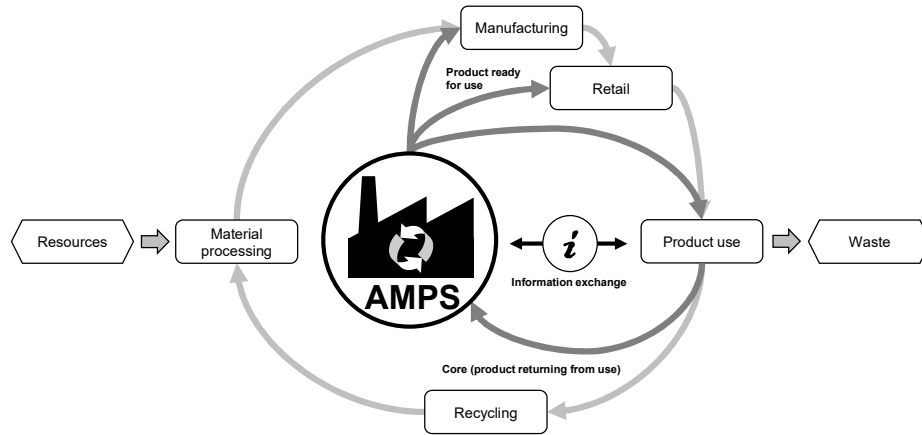 Manufacturing
Product ready
for use
Retail
Resources
Material
processing
i
Product use
Waste
Information exchange
AMPS
Core (product returning from use)
Recycling